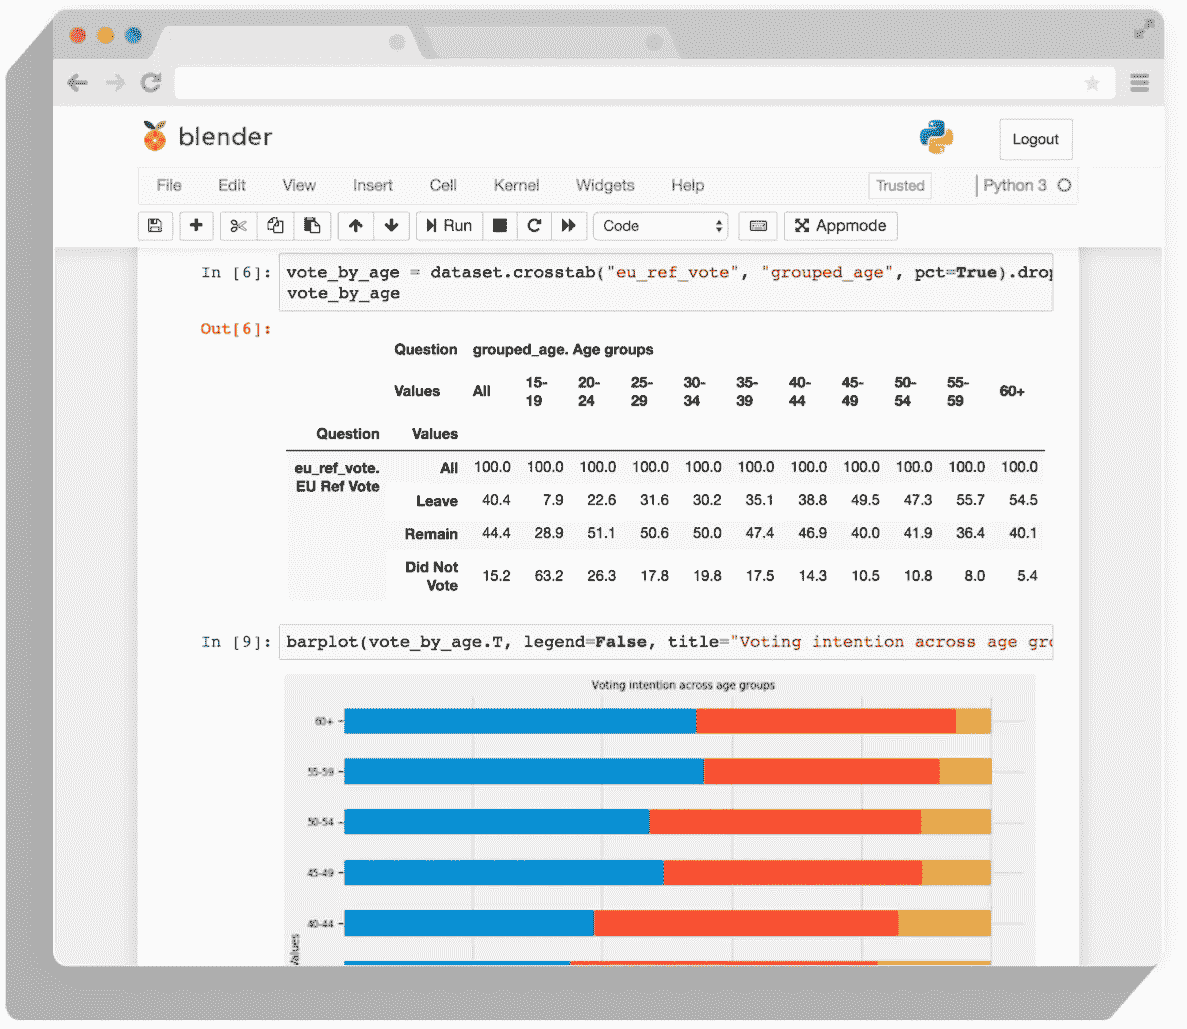 blender
Logout
File Edit View Insert Cell Kernel Widgets Help Trusted Python 3
Run Code Appmode
In [6]: vote_by_age = dataset.crosstab("eu_ref_vote", "grouped_age", pct=True).drop
vote_by_age
Out[6]:
Question grouped_age. Age groups
Values All 15-19 20-24 25-29 30-34 35-39 40-44 45-49 50-54 55-59 60+
Question Values
eu_ref_vote. EU Ref Vote All 100.0 100.0 100.0 100.0 100.0 100.0 100.0 100.0 100.0 100.0 100.0
Leave 40.4 7.9 22.6 31.6 30.2 35.1 38.8 49.5 47.3 55.7 54.5
Remain 44.4 28.9 51.1 50.6 50.0 47.4 46.9 40.0 41.9 36.4 40.1
Did Not Vote 15.2 63.2 26.3 17.8 19.8 17.5 14.3 10.5 10.8 8.0 5.4
In [9]: barplot(vote_by_age.T, legend=False, title="Voting intention across age gro
Voting intention across age groups
60+
55-59
50-54
45-49
40-44
Values